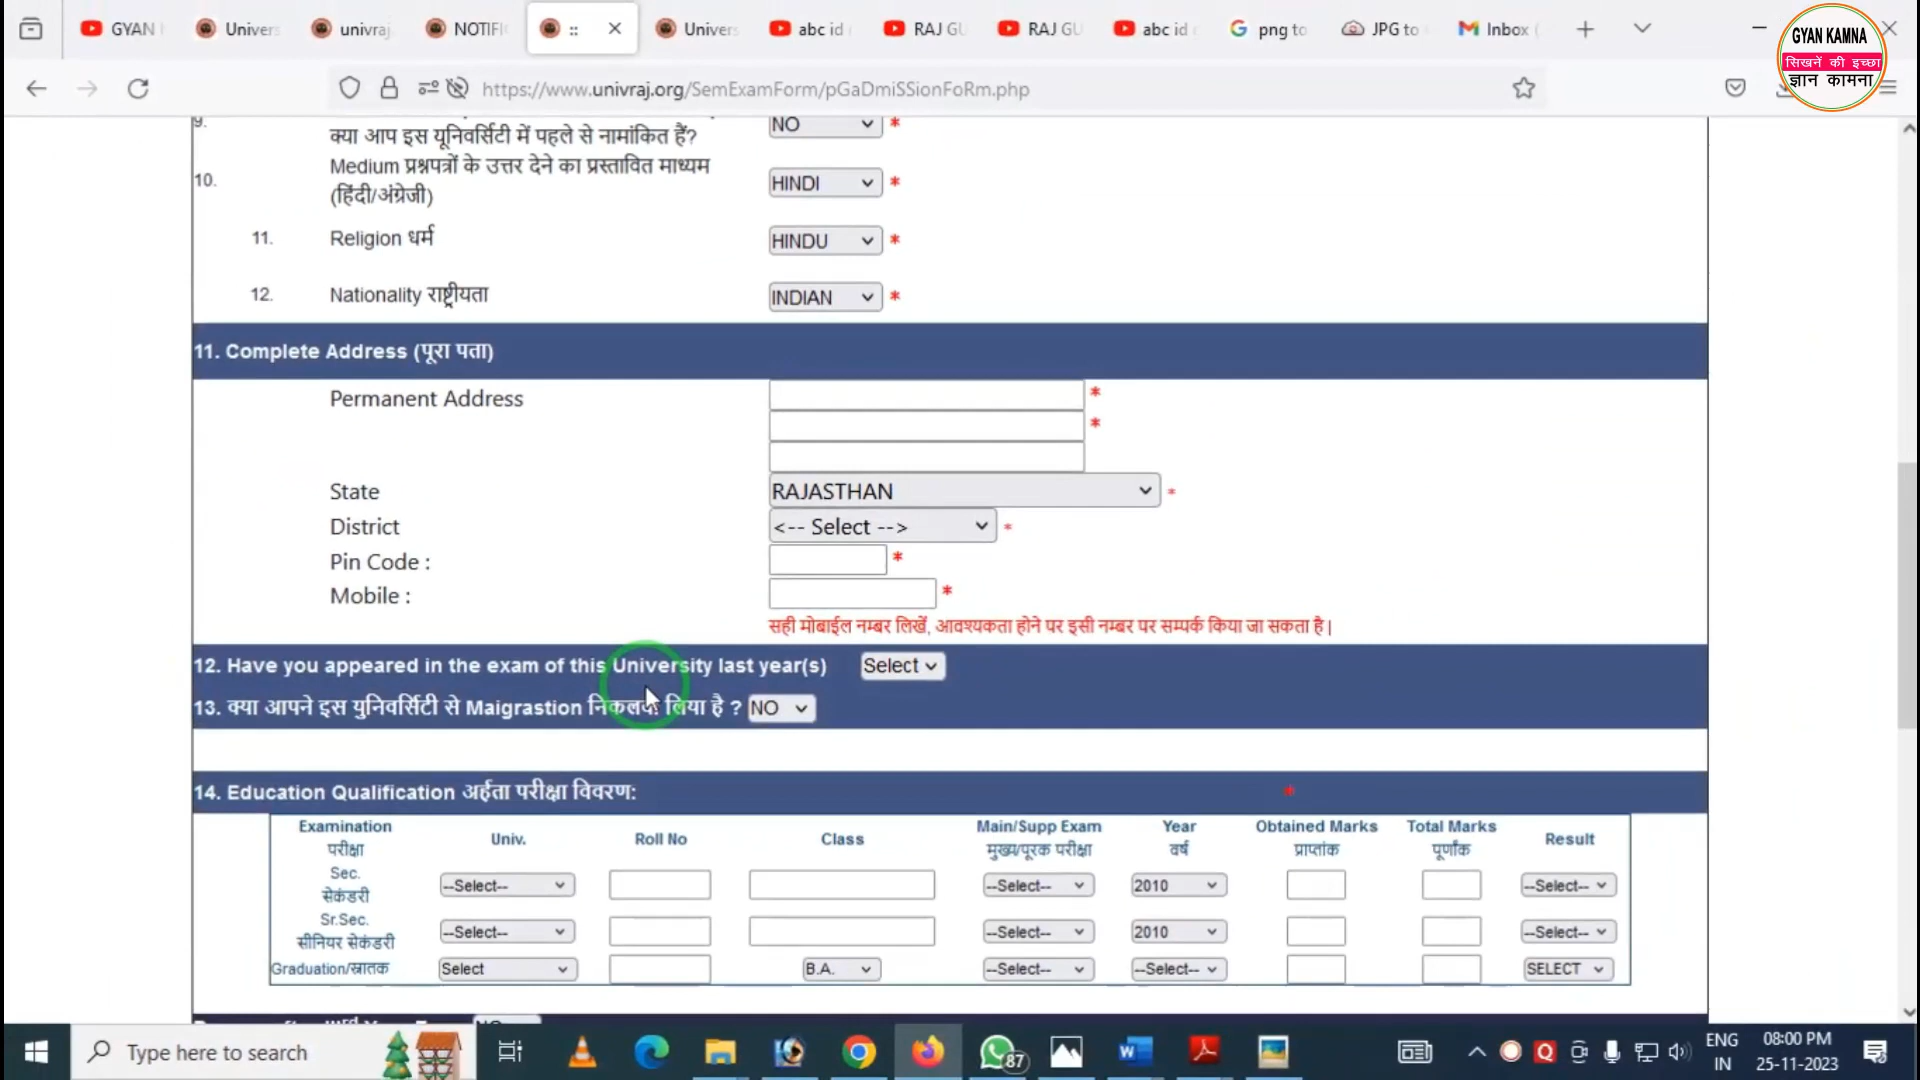 GYAN
Univers
univraj
NOTIFI
::
Univers
abc id
RAJ GU
RAJ GU
abc id
png to
JPG to
Inbox
GYAN KAMNA
सिखनें की इच्छा
ज्ञान कामना
https://www.univraj.org/SemExamForm/pGaDmiSSionFoRm.php
9.
क्या आप इस यूनिवर्सिटी में पहले से नामांकित हैं?
NO *
10.
Medium प्रश्नपत्रों के उत्तर देने का प्रस्तावित माध्यम
(हिंदी/अंग्रेजी)
HINDI *
11. Religion धर्म HINDU *
12. Nationality राष्ट्रीयता INDIAN *
11. Complete Address (पूरा पता)
Permanent Address *
*
State RAJASTHAN *
District <-- Select --> *
Pin Code : *
Mobile : *
सही मोबाईल नम्बर लिखें, आवश्यकता होने पर इसी नम्बर पर सम्पर्क किया जा सकता है |
12. Have you appeared in the exam of this University last year(s) Select
13. क्या आपने इस युनिवर्सिटी से Maigrastion निकलवा लिया है ? NO
14. Education Qualification अर्हता परीक्षा विवरण: *
Examination Univ. Roll No Class Main/Supp Exam Year Obtained Marks Total Marks Result
परीक्षा मुख्य/पूरक परीक्षा वर्ष प्राप्तांक पूर्णांक
Sec. --Select-- --Select-- 2010 --Select--
सेकंडरी
Sr.Sec. --Select-- --Select-- 2010 --Select--
सीनियर सेकंडरी
Graduation/स्नातक Select B.A. --Select-- --Select-- SELECT
Type here to search
87
ENG
IN
08:00 PM
25-11-2023